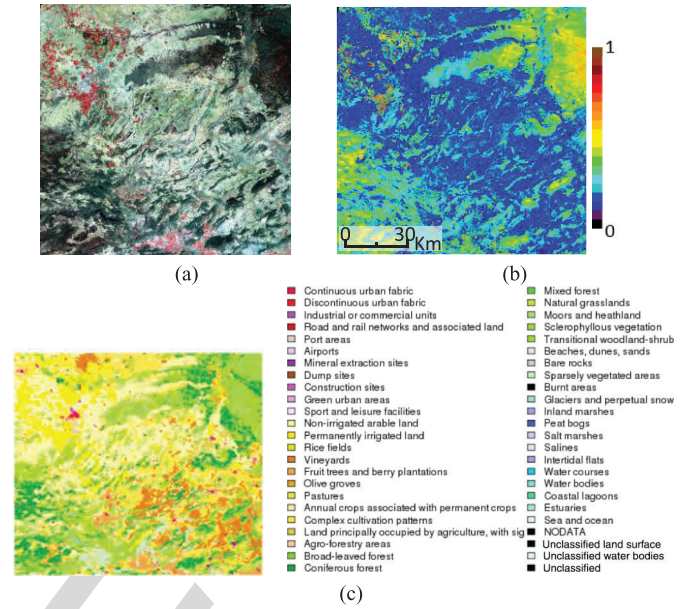 1
0
0 30
Km
(a)
(b)
Continuous urban fabric
Discontinuous urban fabric
Industrial or commercial units
Road and rail networks and associated land
Port areas
Airports
Mineral extraction sites
Dump sites
Construction sites
Green urban areas
Sport and leisure facilities
Non-irrigated arable land
Permanently irrigated land
Rice fields
Vineyards
Fruit trees and berry plantations
Olive groves
Pastures
Annual crops associated with permanent crops
Complex cultivation patterns
Land principally occupied by agriculture, with sig
Agro-forestry areas
Broad-leaved forest
Coniferous forest
Mixed forest
Natural grasslands
Moors and heathland
Sclerophyllous vegetation
Transitional woodland-shrub
Beaches, dunes, sands
Bare rocks
Sparsely vegetated areas
Burnt areas
Glaciers and perpetual snow
Inland marshes
Peat bogs
Salt marshes
Salines
Intertidal flats
Water courses
Water bodies
Coastal lagoons
Estuaries
Sea and ocean
NODATA
Unclassified land surface
Unclassified water bodies
Unclassified
(c)